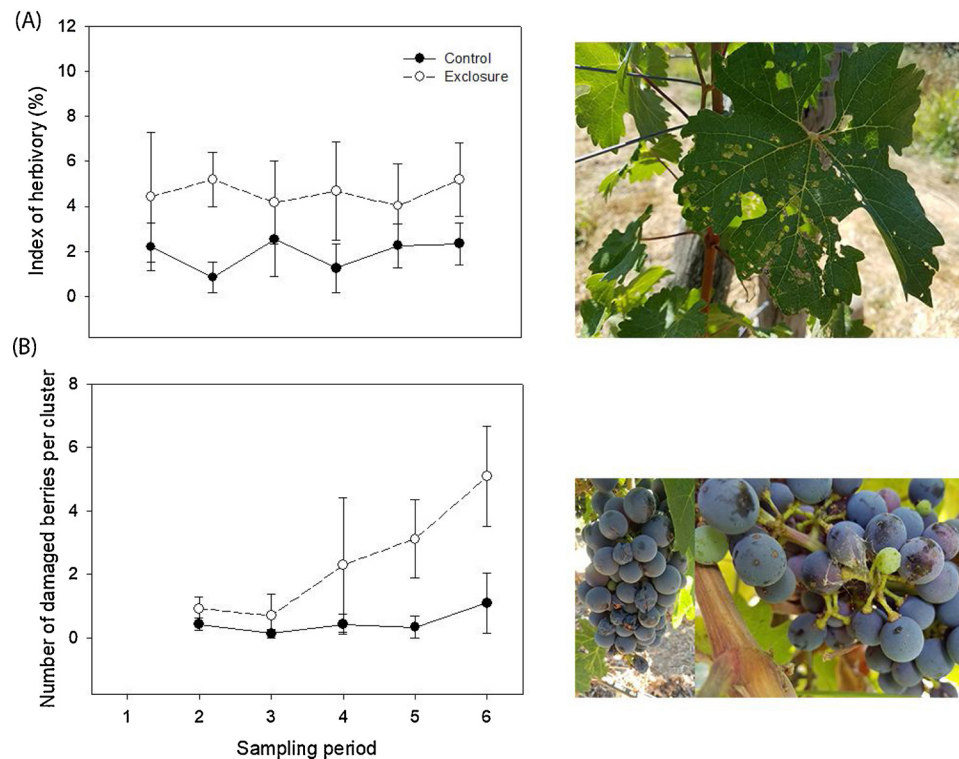 (A)
12
10
8
6
4
2
0
Index of herbivory (%)
Control
Exclosure
(B)
8
6
4
2
0
Number of damaged berries per cluster
1 2 3 4 5 6
Sampling period